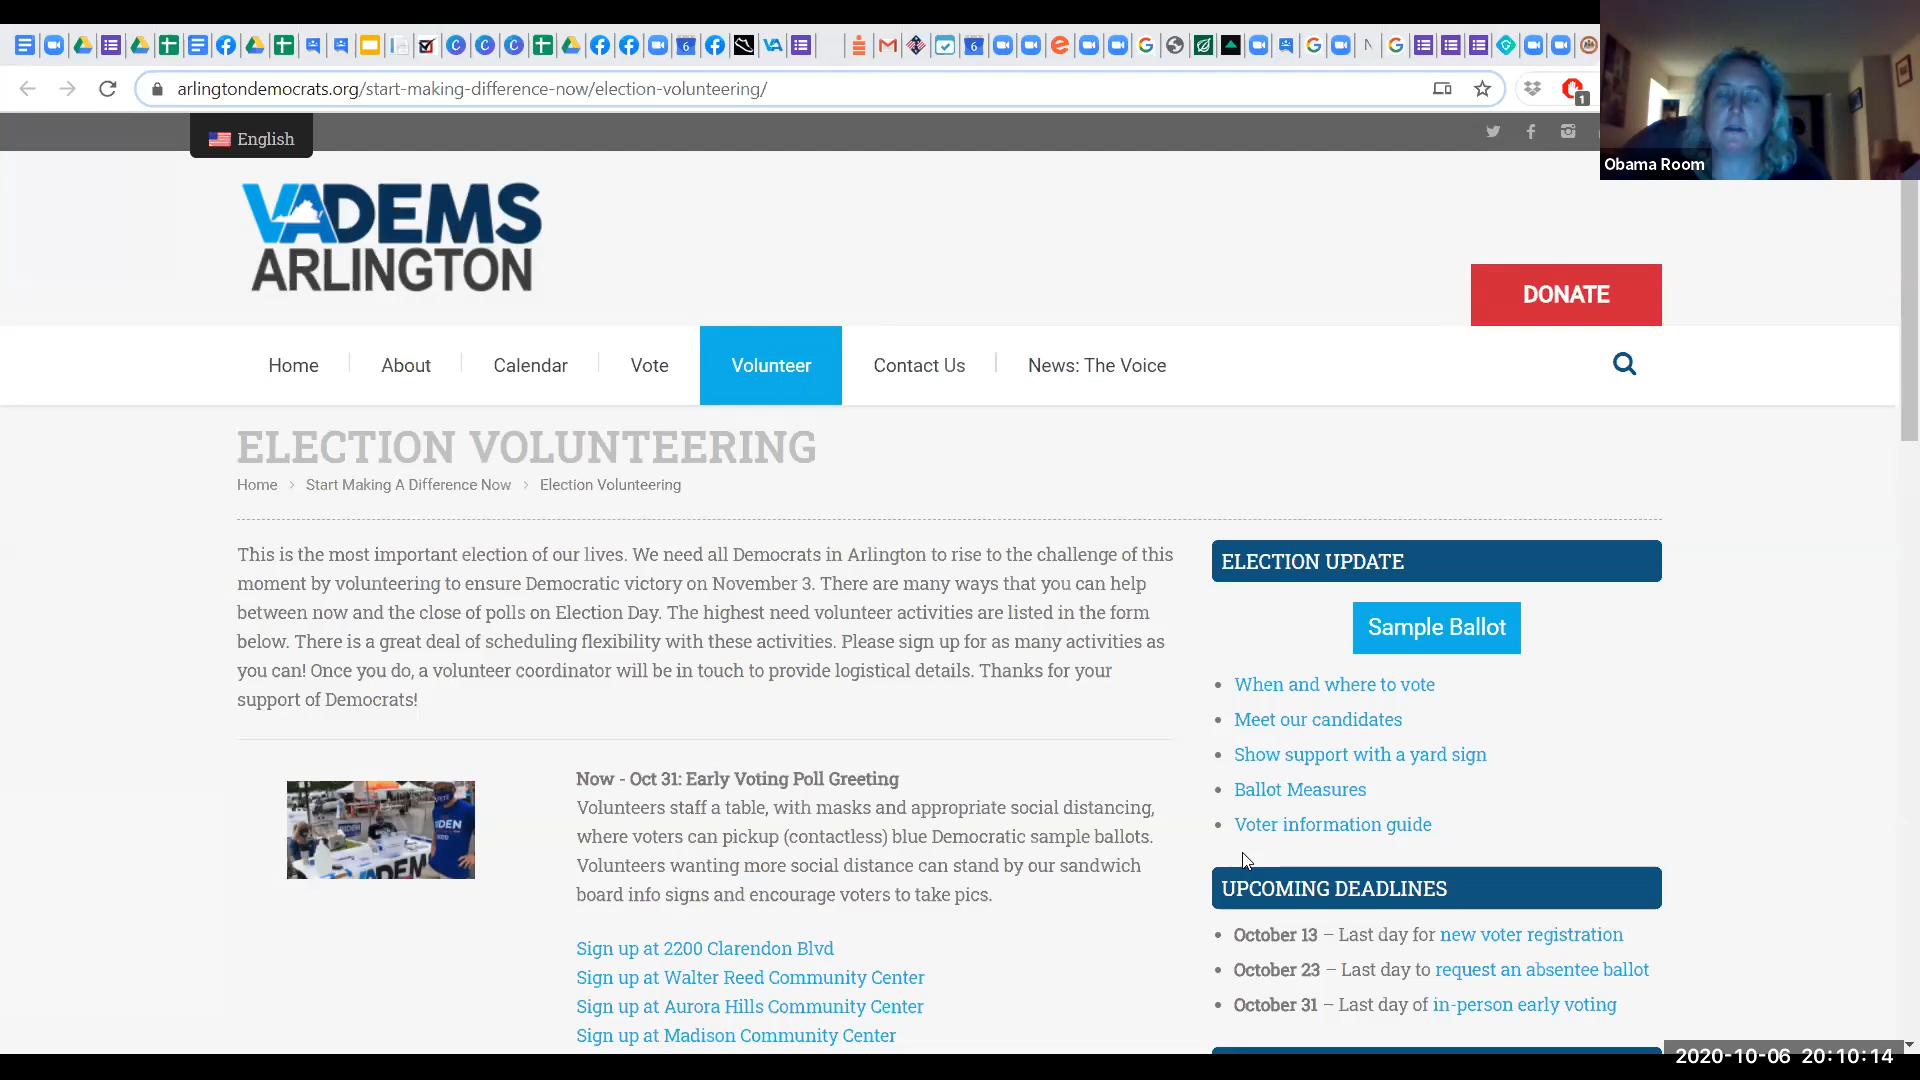 arlingtondemocrats.org/start-making-difference-now/election-volunteering/
1
English
Obama Room
VADEMS
ARLINGTON
DONATE
Home
About
Calendar
Vote
Volunteer
Contact Us
News: The Voice
ELECTION VOLUNTEERING
Home > Start Making A Difference Now > Election Volunteering
This is the most important election of our lives. We need all Democrats in Arlington to rise to the challenge of this
moment by volunteering to ensure Democratic victory on November 3. There are many ways that you can help
between now and the close of polls on Election Day. The highest need volunteer activities are listed in the form
below. There is a great deal of scheduling flexibility with these activities. Please sign up for as many activities as
you can! Once you do, a volunteer coordinator will be in touch to provide logistical details. Thanks for your
support of Democrats!
Now - Oct 31: Early Voting Poll Greeting
Volunteers staff a table, with masks and appropriate social distancing,
where voters can pickup (contactless) blue Democratic sample ballots.
Volunteers wanting more social distance can stand by our sandwich
board info signs and encourage voters to take pics.
Sign up at 2200 Clarendon Blvd
Sign up at Walter Reed Community Center
Sign up at Aurora Hills Community Center
Sign up at Madison Community Center
ELECTION UPDATE
Sample Ballot
• When and where to vote
• Meet our candidates
• Show support with a yard sign
• Ballot Measures
• Voter information guide
UPCOMING DEADLINES
• October 13 – Last day for new voter registration
• October 23 – Last day to request an absentee ballot
• October 31 – Last day of in-person early voting
2020-10-06 20:10:14